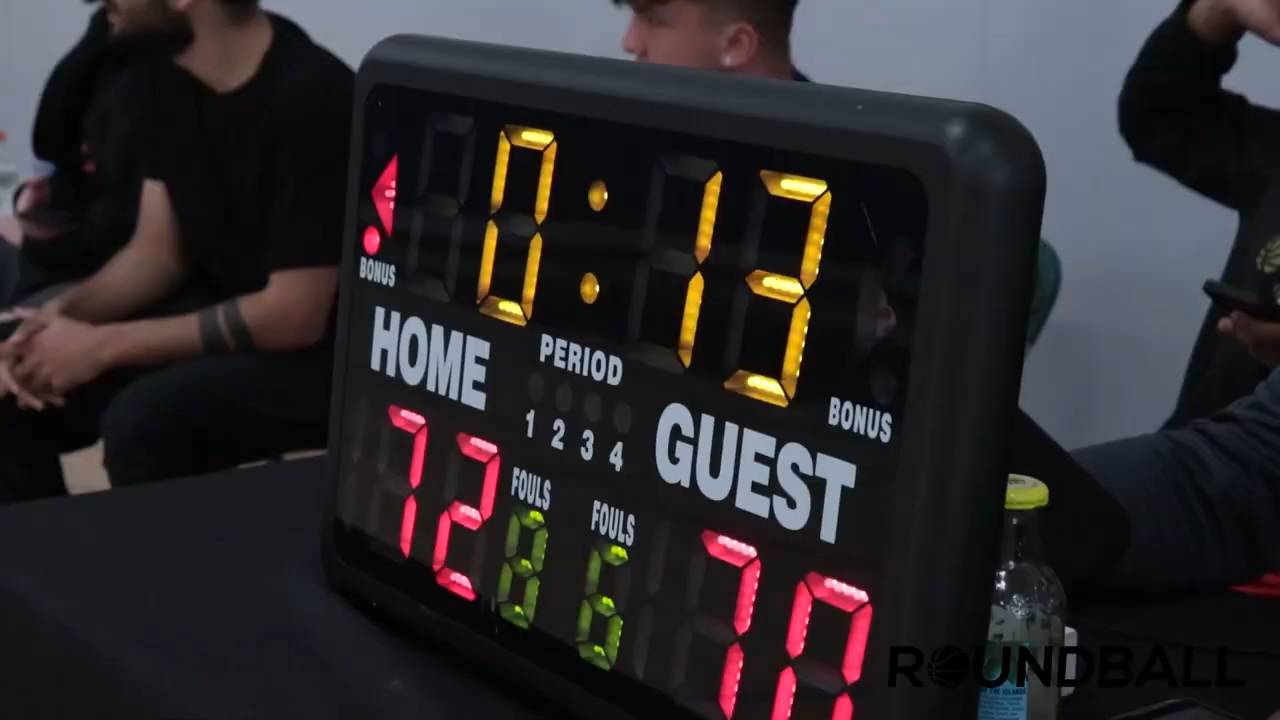 0:13
BONUS
HOME
PERIOD
1 2 3 4
BONUS
GUEST
72
FOULS
8
FOULS
6
70
ROUNDBALL